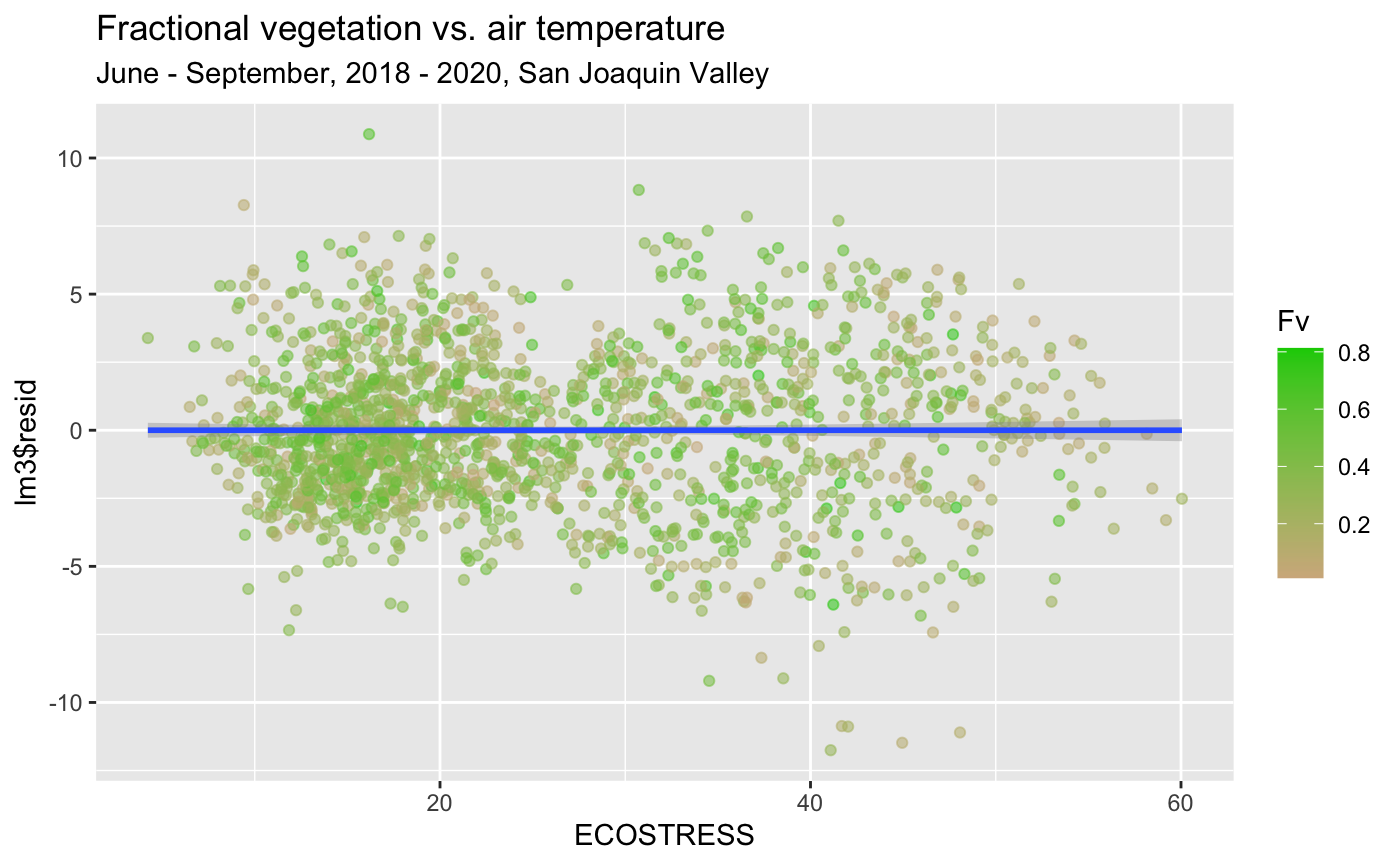 Fractional vegetation vs. air temperature
June - September, 2018 - 2020, San Joaquin Valley
10
5
0
-5
-10
lm3$resid
20
40
60
ECOSTRESS
Fv
0.8
0.6
0.4
0.2